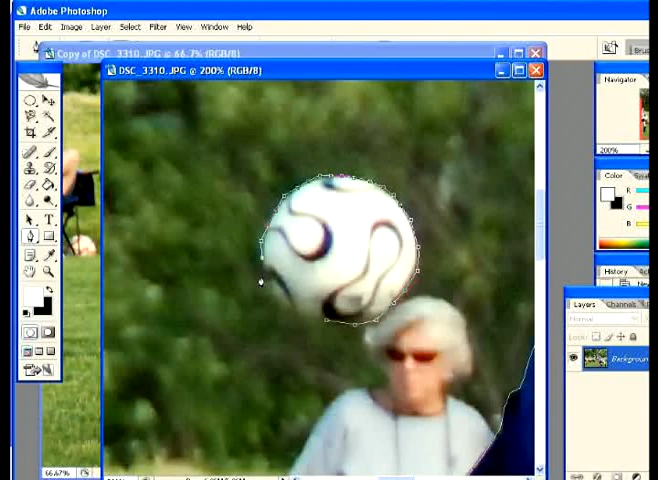 Adobe Photoshop
File Edit Image Layer Select Filter View Window Help
Copy of DSC_3310.JPG @ 66.7% (RGB/8)
DSC_3310.JPG @ 200% (RGB/8)
Navigator
200%
Color
R
G
B
History
Layers Channels
Normal
Lock:
Background
66.67%